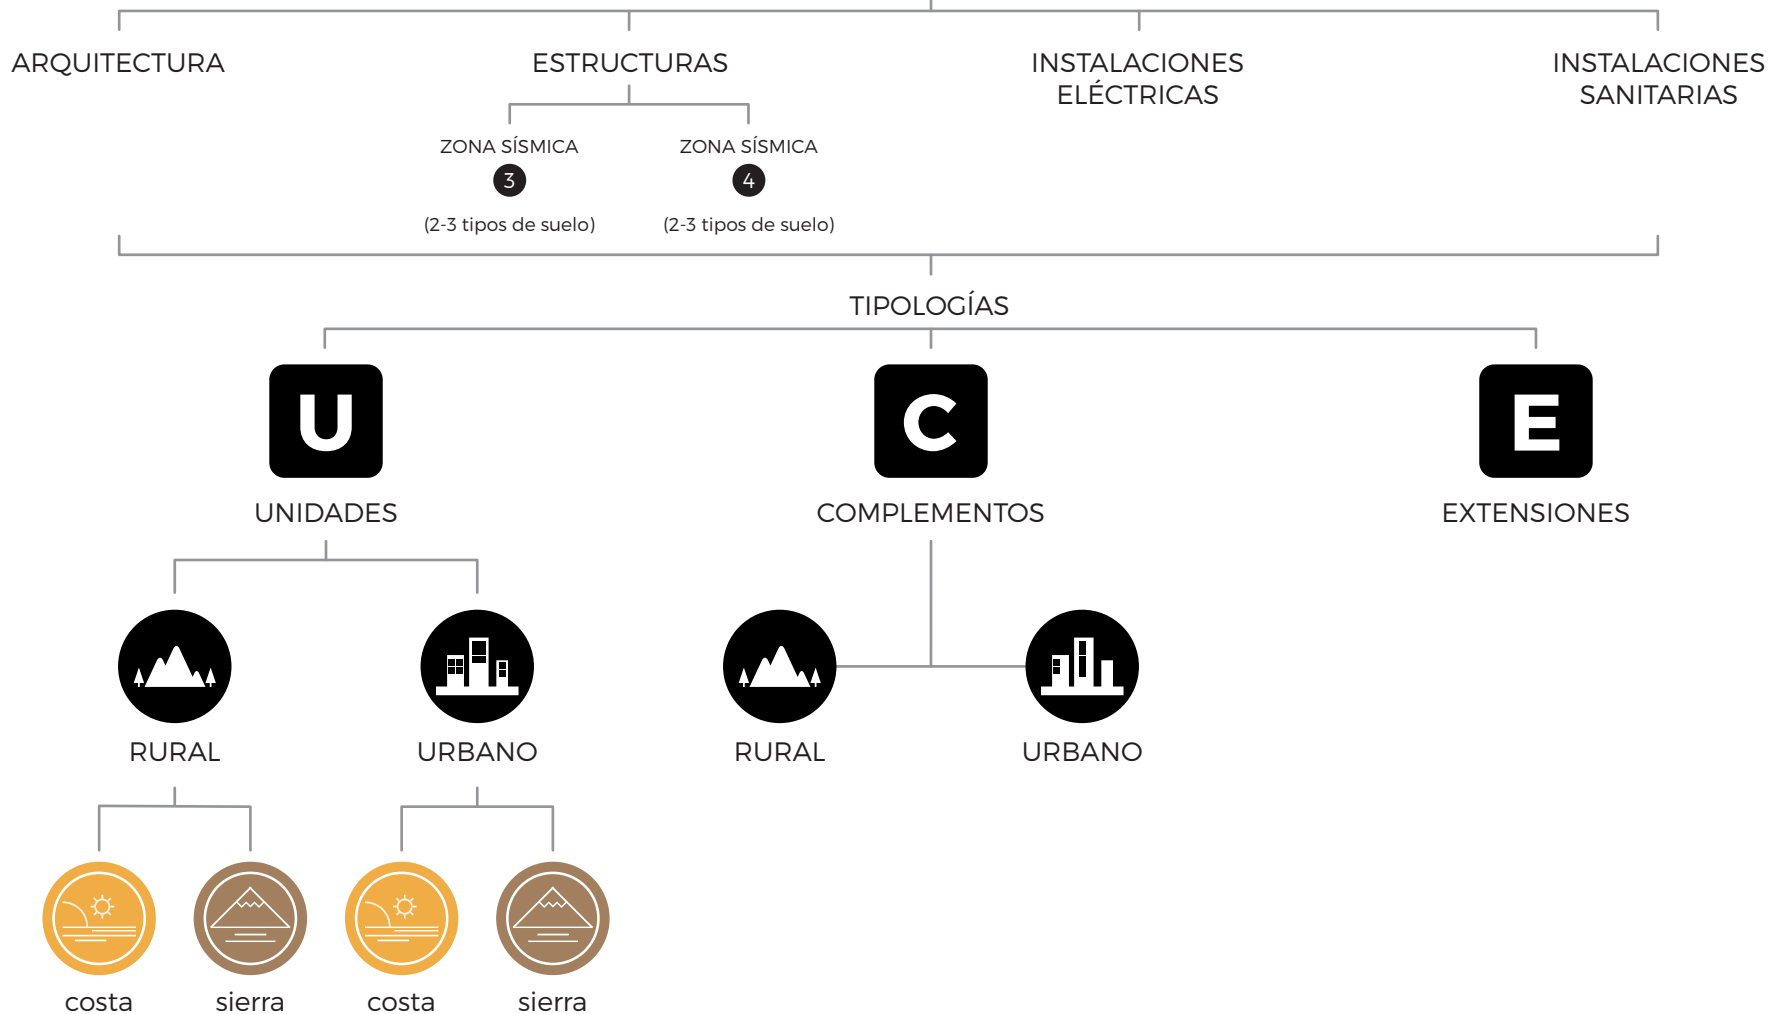 ARQUITECTURA
ESTRUCTURAS
INSTALACIONES
ELÉCTRICAS
INSTALACIONES
SANITARIAS
ZONA SÍSMICA
3
(2-3 tipos de suelo)
ZONA SÍSMICA
4
(2-3 tipos de suelo)
TIPOLOGÍAS
U
UNIDADES
C
COMPLEMENTOS
E
EXTENSIONES
RURAL
URBANO
RURAL
URBANO
costa
sierra
costa
sierra